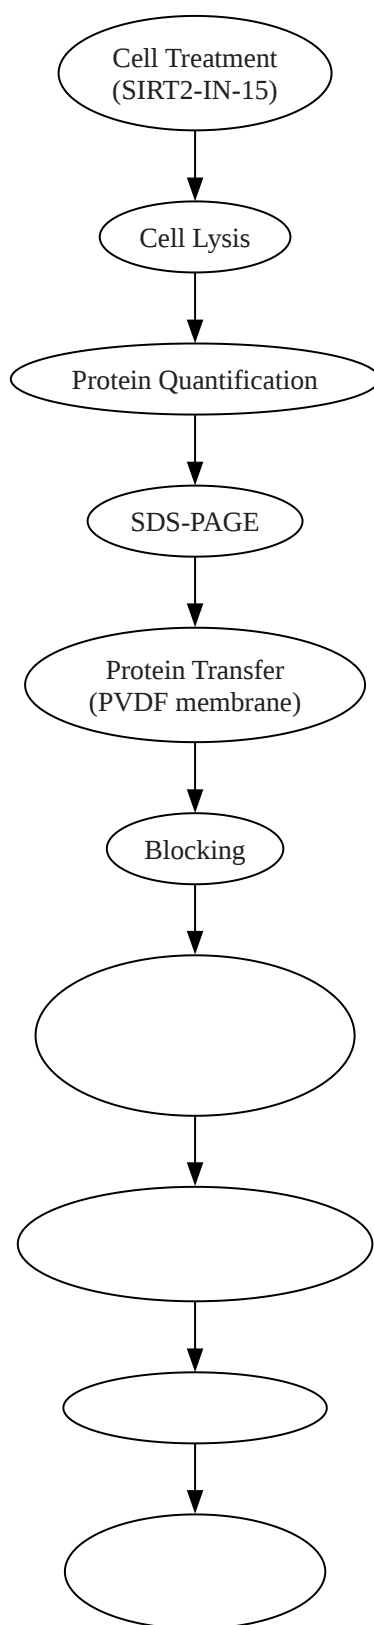 Cell Treatment
(SIRT2-IN-15)
Cell Lysis
Protein Quantification
SDS-PAGE
Protein Transfer
(PVDF membrane)
Blocking